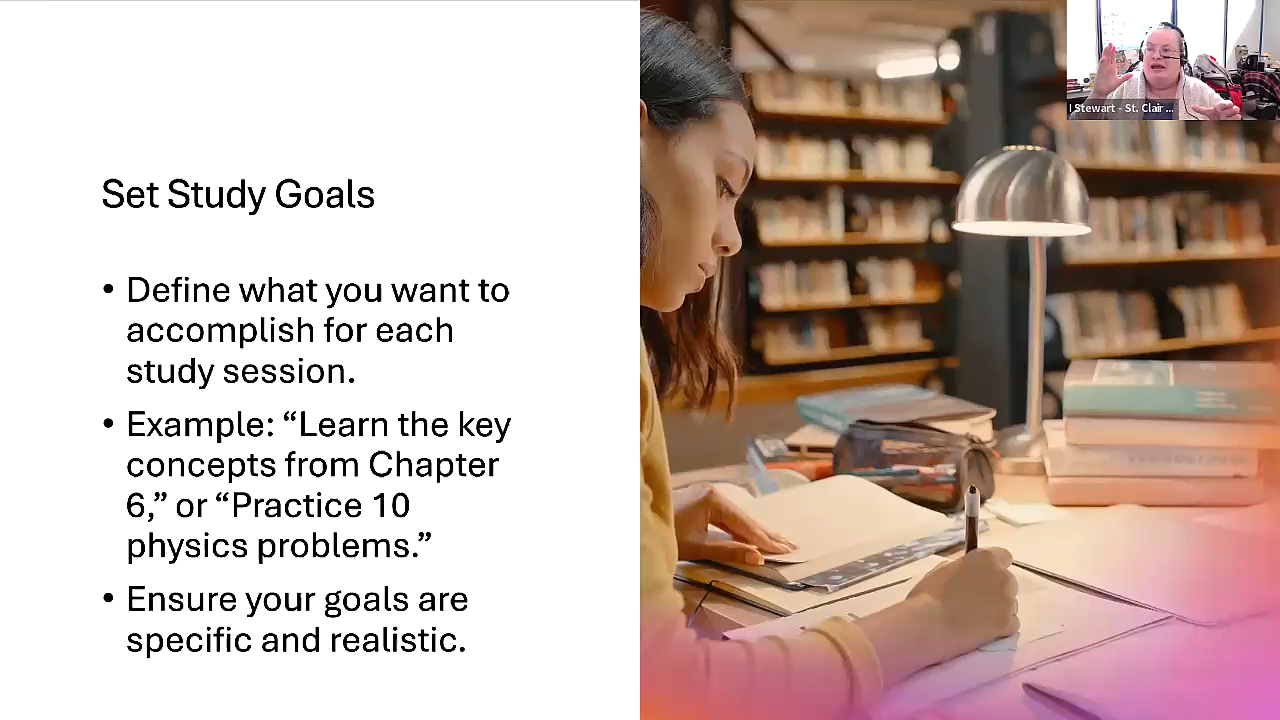 Set Study Goals
• Define what you want to
accomplish for each
study session.
• Example: “Learn the key
concepts from Chapter
6,” or “Practice 10
physics problems.”
• Ensure your goals are
specific and realistic.
Stewart - St. Clair ...